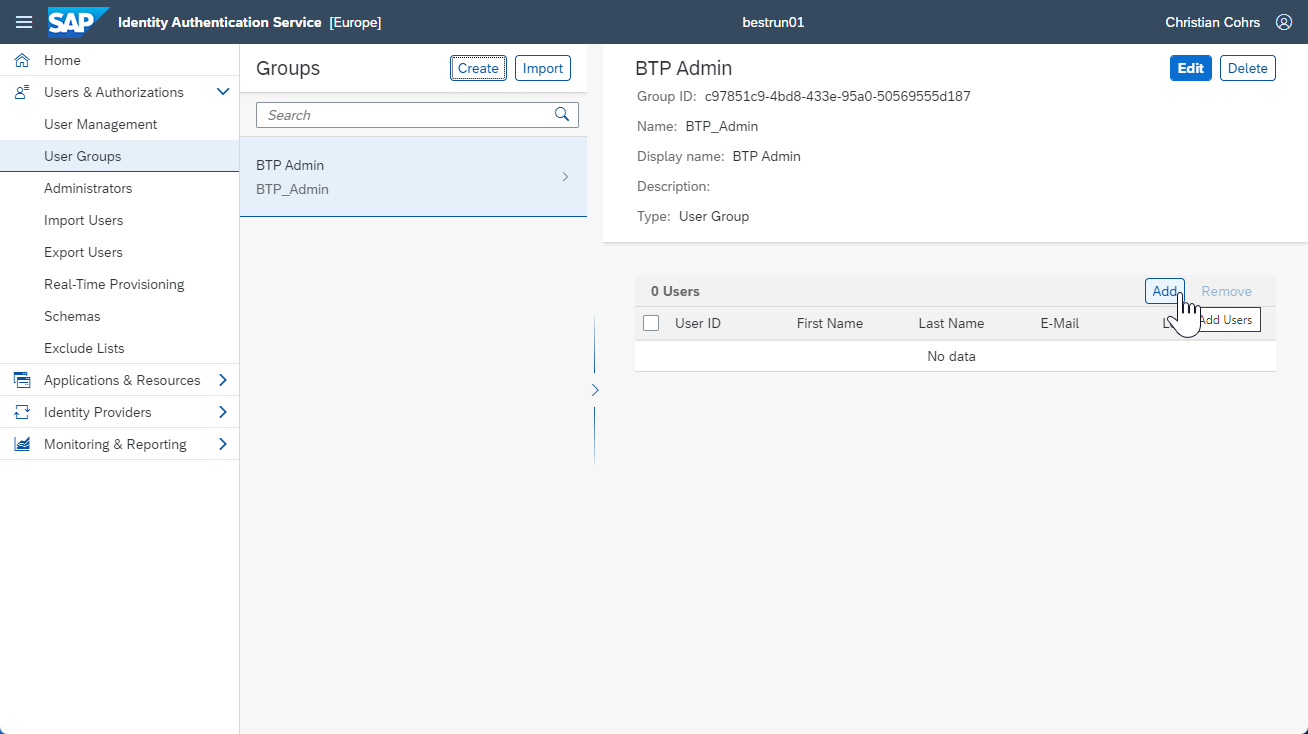 SAP Identity Authentication Service [Europe] bestrun01 Christian Cohrs
Home
Users & Authorizations
User Management
User Groups
Administrators
Import Users
Export Users
Real-Time Provisioning
Schemas
Exclude Lists
Applications & Resources
Identity Providers
Monitoring & Reporting
Groups Create Import
Search
BTP Admin
BTP_Admin
BTP Admin Edit Delete
Group ID: c97851c9-4bd8-433e-95a0-50569555d187
Name: BTP_Admin
Display name: BTP Admin
Description:
Type: User Group
0 Users Add Remove
User ID First Name Last Name E-Mail
Add Users
No data